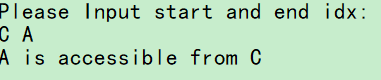 Please Input start and end idx:
C A
A is accessible from C